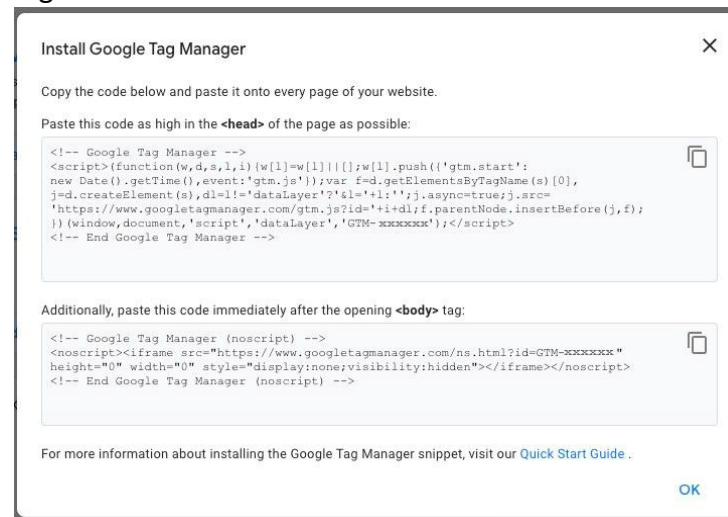 Install Google Tag Manager
Copy the code below and paste it onto every page of your website.
Paste this code as high in the <head> of the page as possible:
<!-- Google Tag Manager -->
<script>(function(w,d,s,l,i){w[l]=w[l]||[];w[l].push({'gtm.start':
new Date().getTime(),event:'gtm.js'});var f=d.getElementsByTagName(s)[0],
j=d.createElement(s),dl=l!='dataLayer'?'&l='+l:'';j.async=true;j.src=
'https://www.googletagmanager.com/gtm.js?id='+i+dl;f.parentNode.insertBefore(j,f);
})(window,document,'script','dataLayer','GTM-xxxxxx');</script>
<!-- End Google Tag Manager -->
Additionally, paste this code immediately after the opening <body> tag:
<!-- Google Tag Manager (noscript) -->
<noscript><iframe src="https://www.googletagmanager.com/ns.html?id=GTM-xxxxxx"
height="0" width="0" style="display:none;visibility:hidden"></iframe></noscript>
<!-- End Google Tag Manager (noscript) -->
For more information about installing the Google Tag Manager snippet, visit our Quick Start Guide .
OK